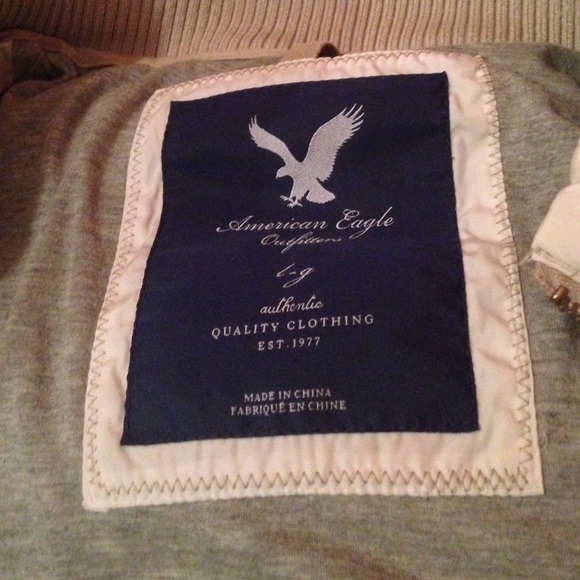 American Eagle
Outfitters
l-g
authentic
QUALITY CLOTHING
EST. 1977
MADE IN CHINA
FABRIQUÉ EN CHINE